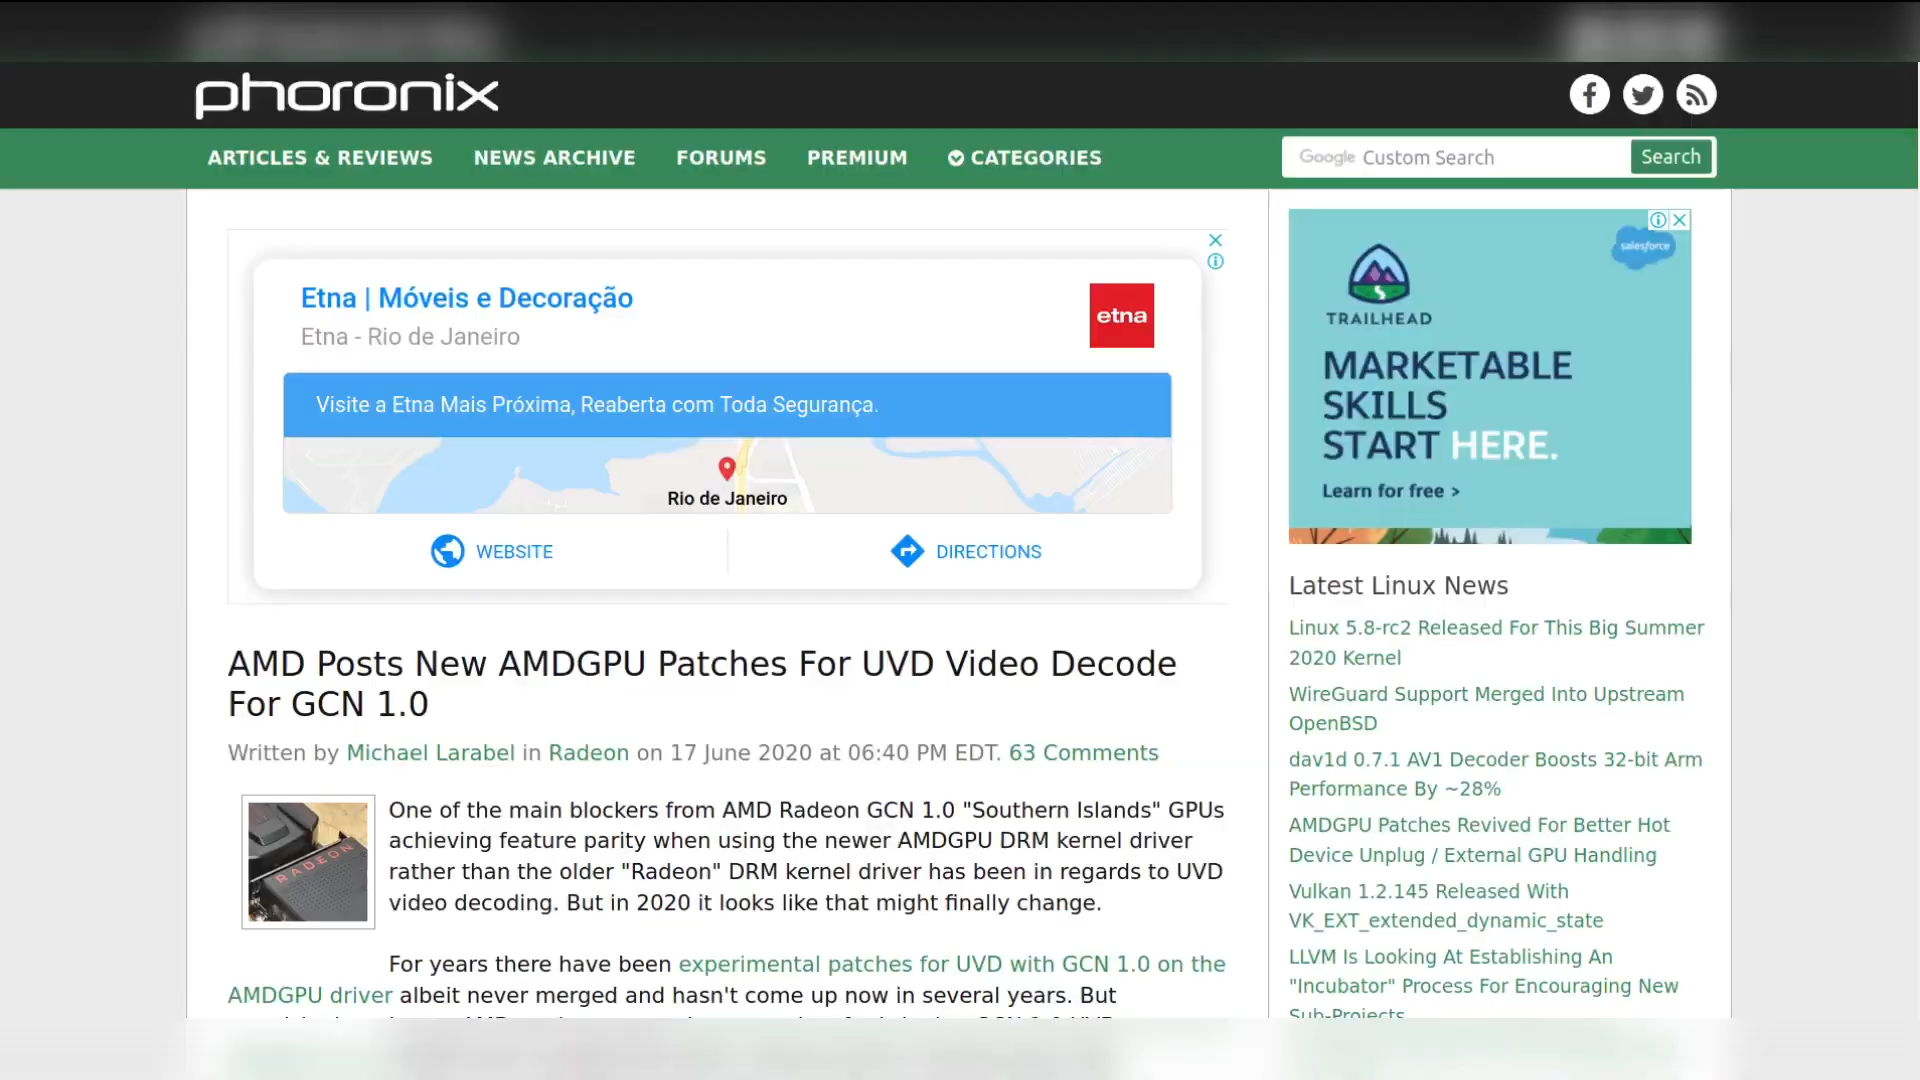 phoronix
ARTICLES & REVIEWS
NEWS ARCHIVE
FORUMS
PREMIUM
CATEGORIES
Google Custom Search
Search
Etna | Móveis e Decoração
Etna - Rio de Janeiro
etna
Visite a Etna Mais Próxima, Reaberta com Toda Segurança.
Rio de Janeiro
WEBSITE
DIRECTIONS
AMD Posts New AMDGPU Patches For UVD Video Decode
For GCN 1.0
Written by Michael Larabel in Radeon on 17 June 2020 at 06:40 PM EDT. 63 Comments
RADEON
One of the main blockers from AMD Radeon GCN 1.0 "Southern Islands" GPUs
achieving feature parity when using the newer AMDGPU DRM kernel driver
rather than the older "Radeon" DRM kernel driver has been in regards to UVD
video decoding. But in 2020 it looks like that might finally change.
For years there have been experimental patches for UVD with GCN 1.0 on the
AMDGPU driver albeit never merged and hasn't come up now in several years. But
salesforce
TRAILHEAD
MARKETABLE
SKILLS
START HERE.
Learn for free >
Latest Linux News
Linux 5.8-rc2 Released For This Big Summer
2020 Kernel
WireGuard Support Merged Into Upstream
OpenBSD
dav1d 0.7.1 AV1 Decoder Boosts 32-bit Arm
Performance By ~28%
AMDGPU Patches Revived For Better Hot
Device Unplug / External GPU Handling
Vulkan 1.2.145 Released With
VK_EXT_extended_dynamic_state
LLVM Is Looking At Establishing An
"Incubator" Process For Encouraging New
Sub-Projects